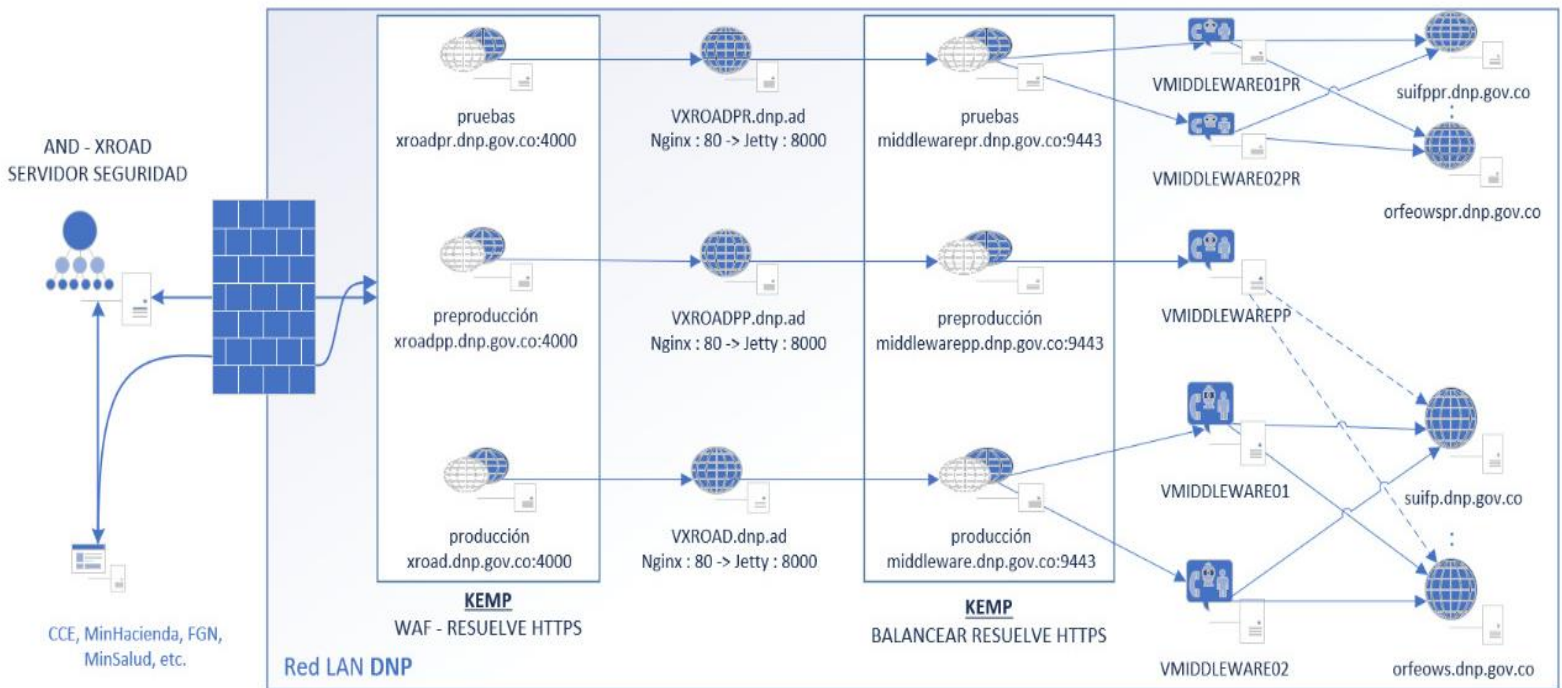 AND - XROAD
SERVIDOR SEGURIDAD
CCE, MinHacienda, FGN,
MinSalud, etc.
pruebas
xroadpr.dnp.gov.co:4000
VXROADPR.dnp.ad
Nginx : 80 -> Jetty : 8000
pruebas
middlewarepr.dnp.gov.co:9443
VMIDDLEWARE01PR
VMIDDLEWARE02PR
suifppr.dnp.gov.co
orfeowspr.dnp.gov.co
preproducción
xroadpp.dnp.gov.co:4000
VXROADPP.dnp.ad
Nginx : 80 -> Jetty : 8000
preproducción
middlewarepp.dnp.gov.co:9443
VMIDDLEWAREPP
producción
xroad.dnp.gov.co:4000
VXROAD.dnp.ad
Nginx : 80 -> Jetty : 8000
producción
middleware.dnp.gov.co:9443
VMIDDLEWARE01
VMIDDLEWARE02
suifp.dnp.gov.co
orfeows.dnp.gov.co
KEMP
WAF - RESUELVE HTTPS
KEMP
BALANCEAR RESUELVE HTTPS
Red LAN DNP